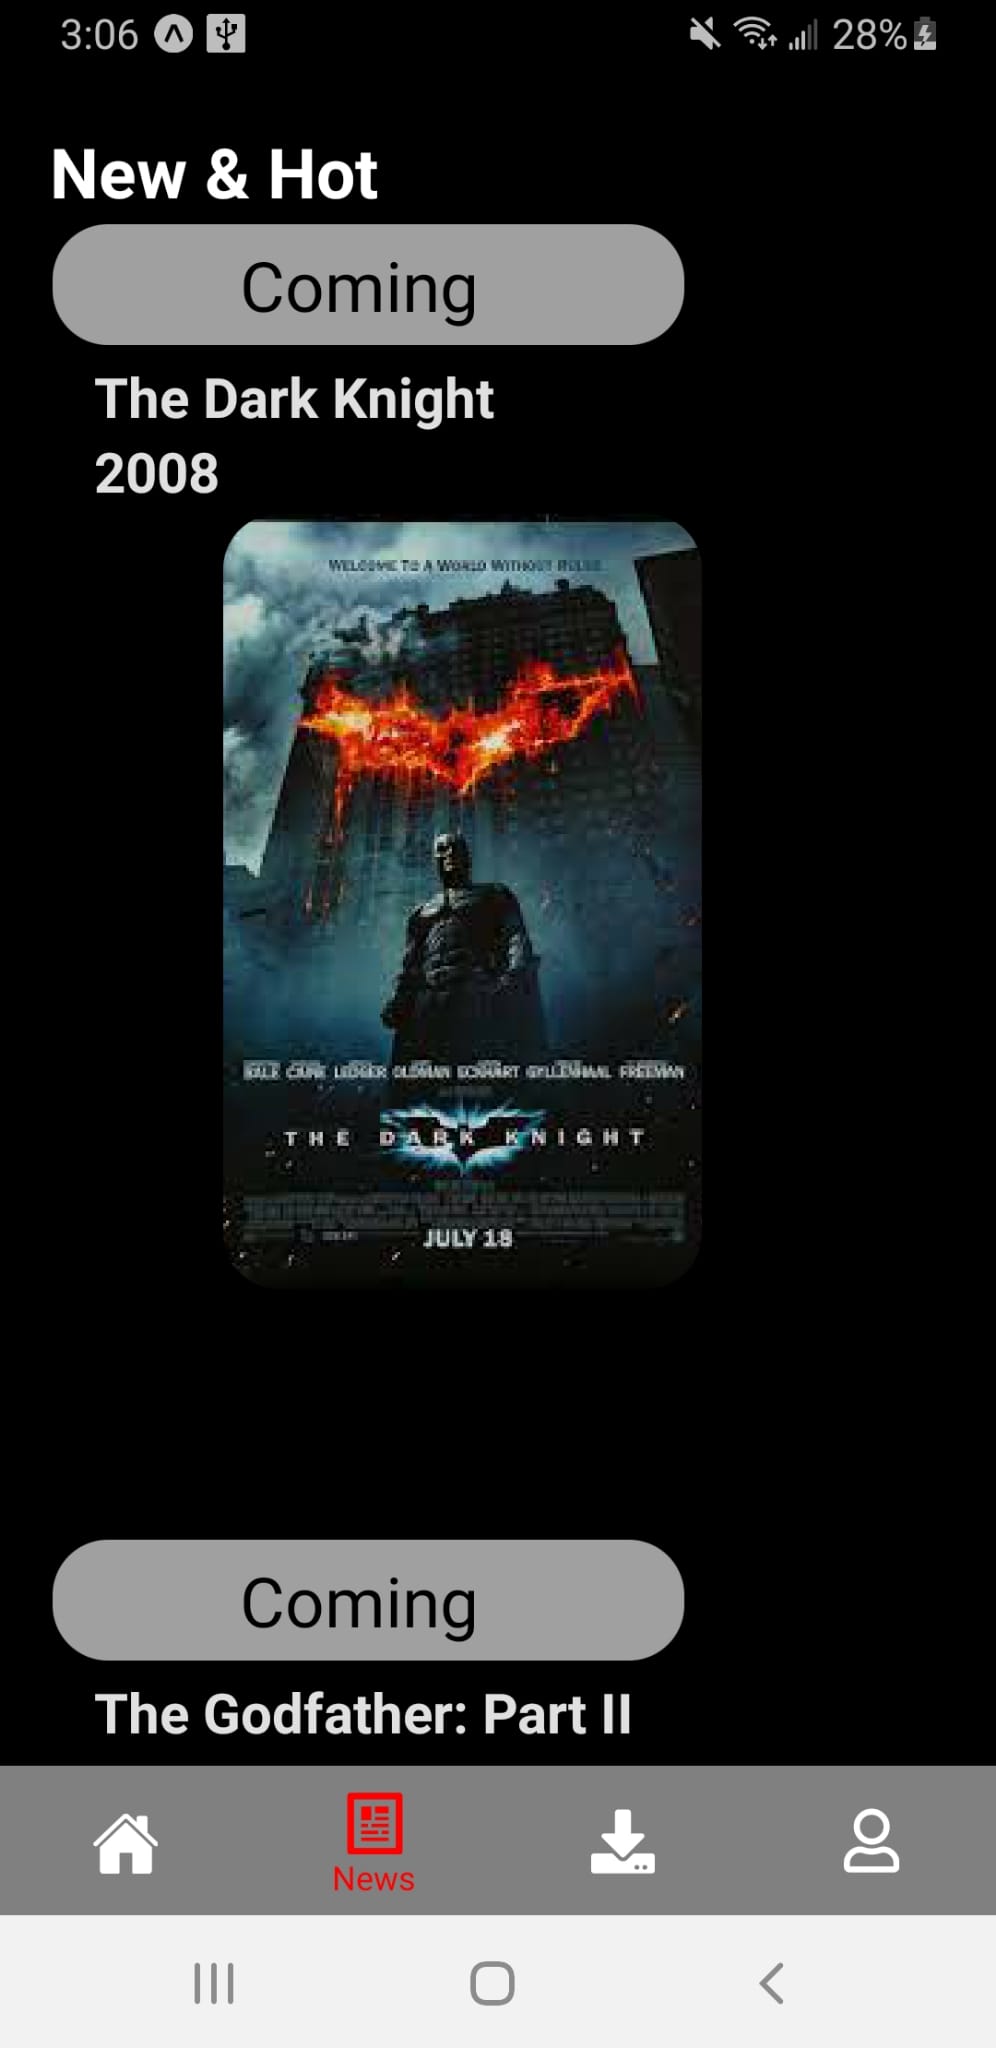 3:06
28%
New & Hot
Coming
The Dark Knight
2008
WELCOME TO A WORLD WITHOUT RULES
BALE CAINE LEDGER OLDMAN ECKHART GYLLENHAAL FREEMAN
THE DARK KNIGHT
JULY 18
Coming
The Godfather: Part II
News